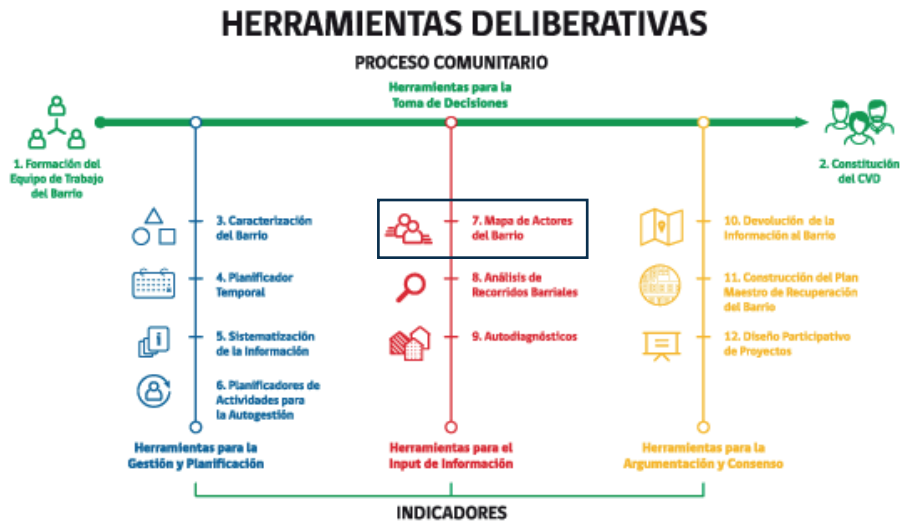 HERRAMIENTAS DELIBERATIVAS
PROCESO COMUNITARIO
Herramientas para la
Toma de Decisiones
1. Formación del
Equipo de Trabajo
del Barrio
2. Constitución
del CVD
3. Caracterización
del Barrio
4. Planificador
Temporal
5. Sistematización
de la Información
6. Planificadores de
Actividades para
la Autogestión
Herramientas para la
Gestión y Planificación
7. Mapa de Actores
del Barrio
8. Análisis de
Recorridos Barriales
9. Autodiagnósticos
Herramientas para el
Input de Información
10. Devolución de la
Información al Barrio
11. Construcción del Plan
Maestro de Recuperación
del Barrio
12. Diseño Participativo
de Proyectos
Herramientas para la
Argumentación y Consenso
INDICADORES